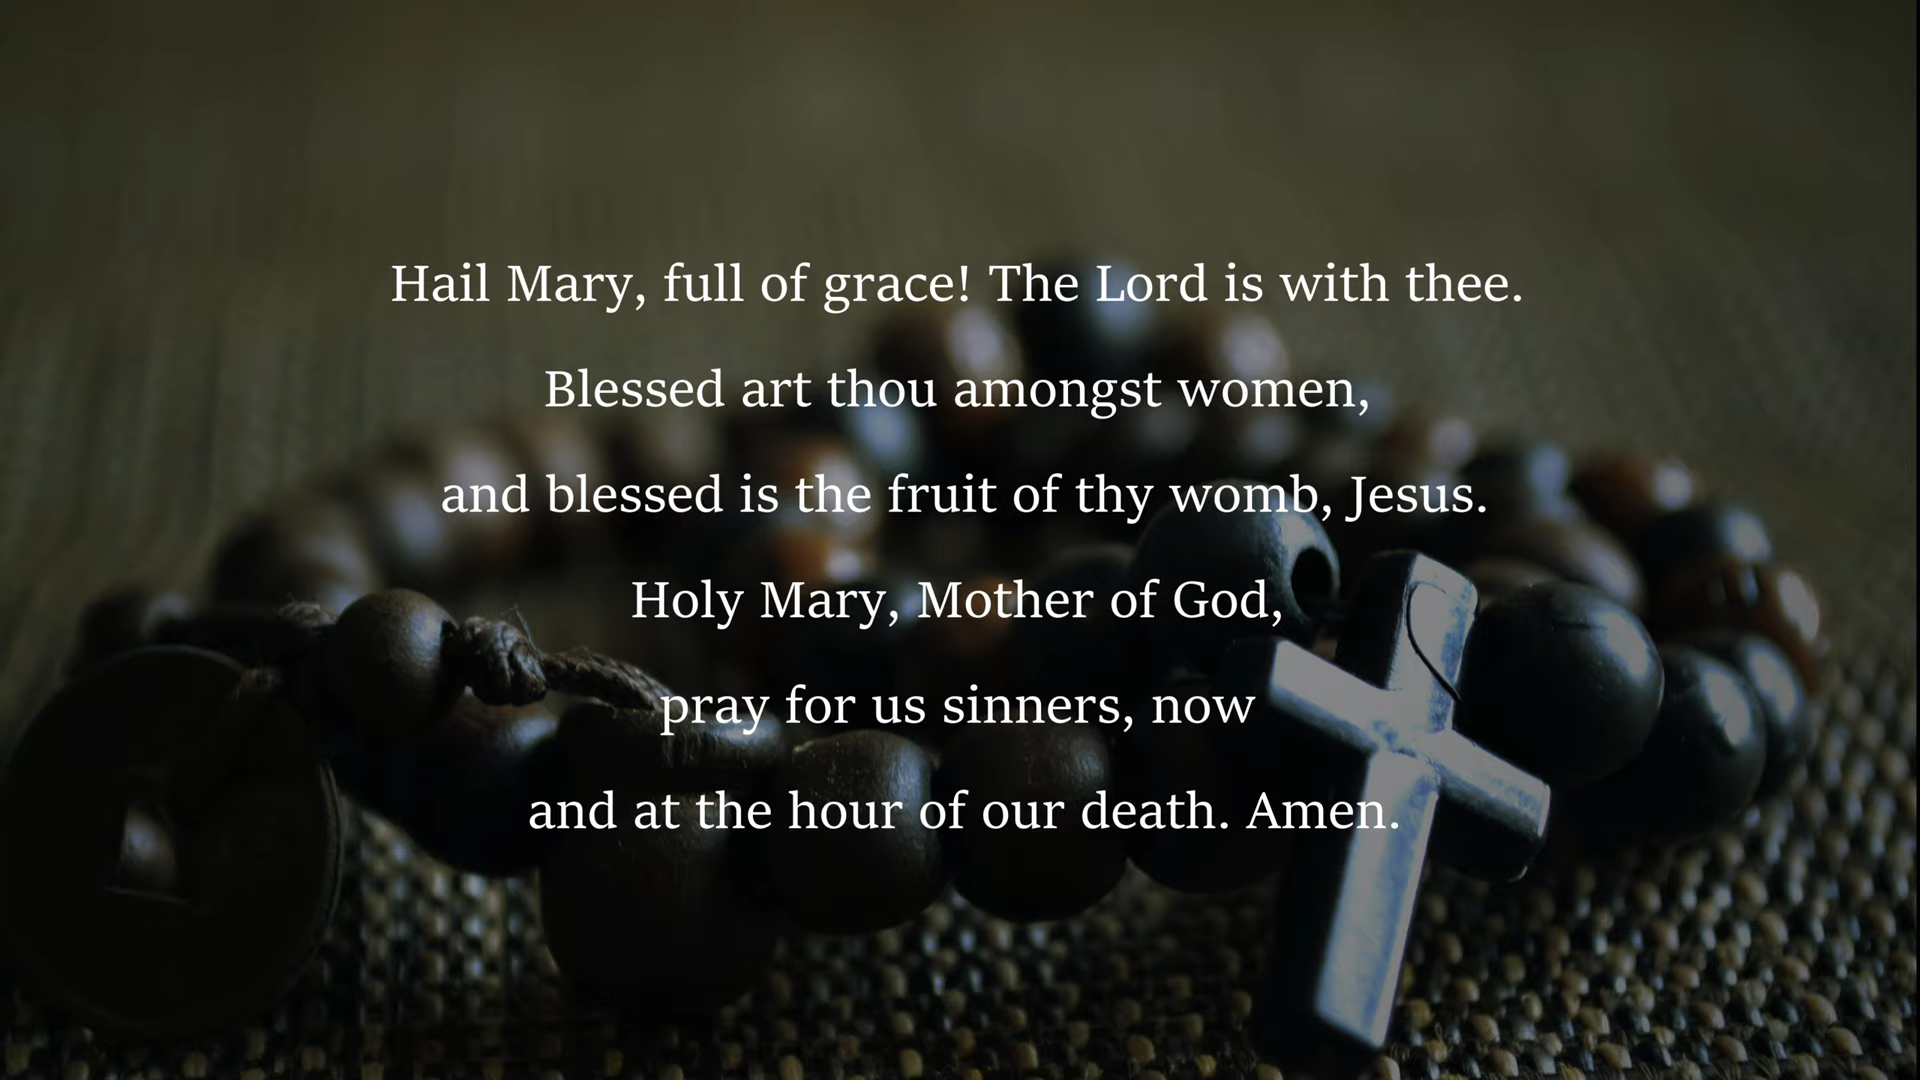 Hail Mary, full of grace! The Lord is with thee.
Blessed art thou amongst women,
and blessed is the fruit of thy womb, Jesus.
Holy Mary, Mother of God,
pray for us sinners, now
and at the hour of our death. Amen.